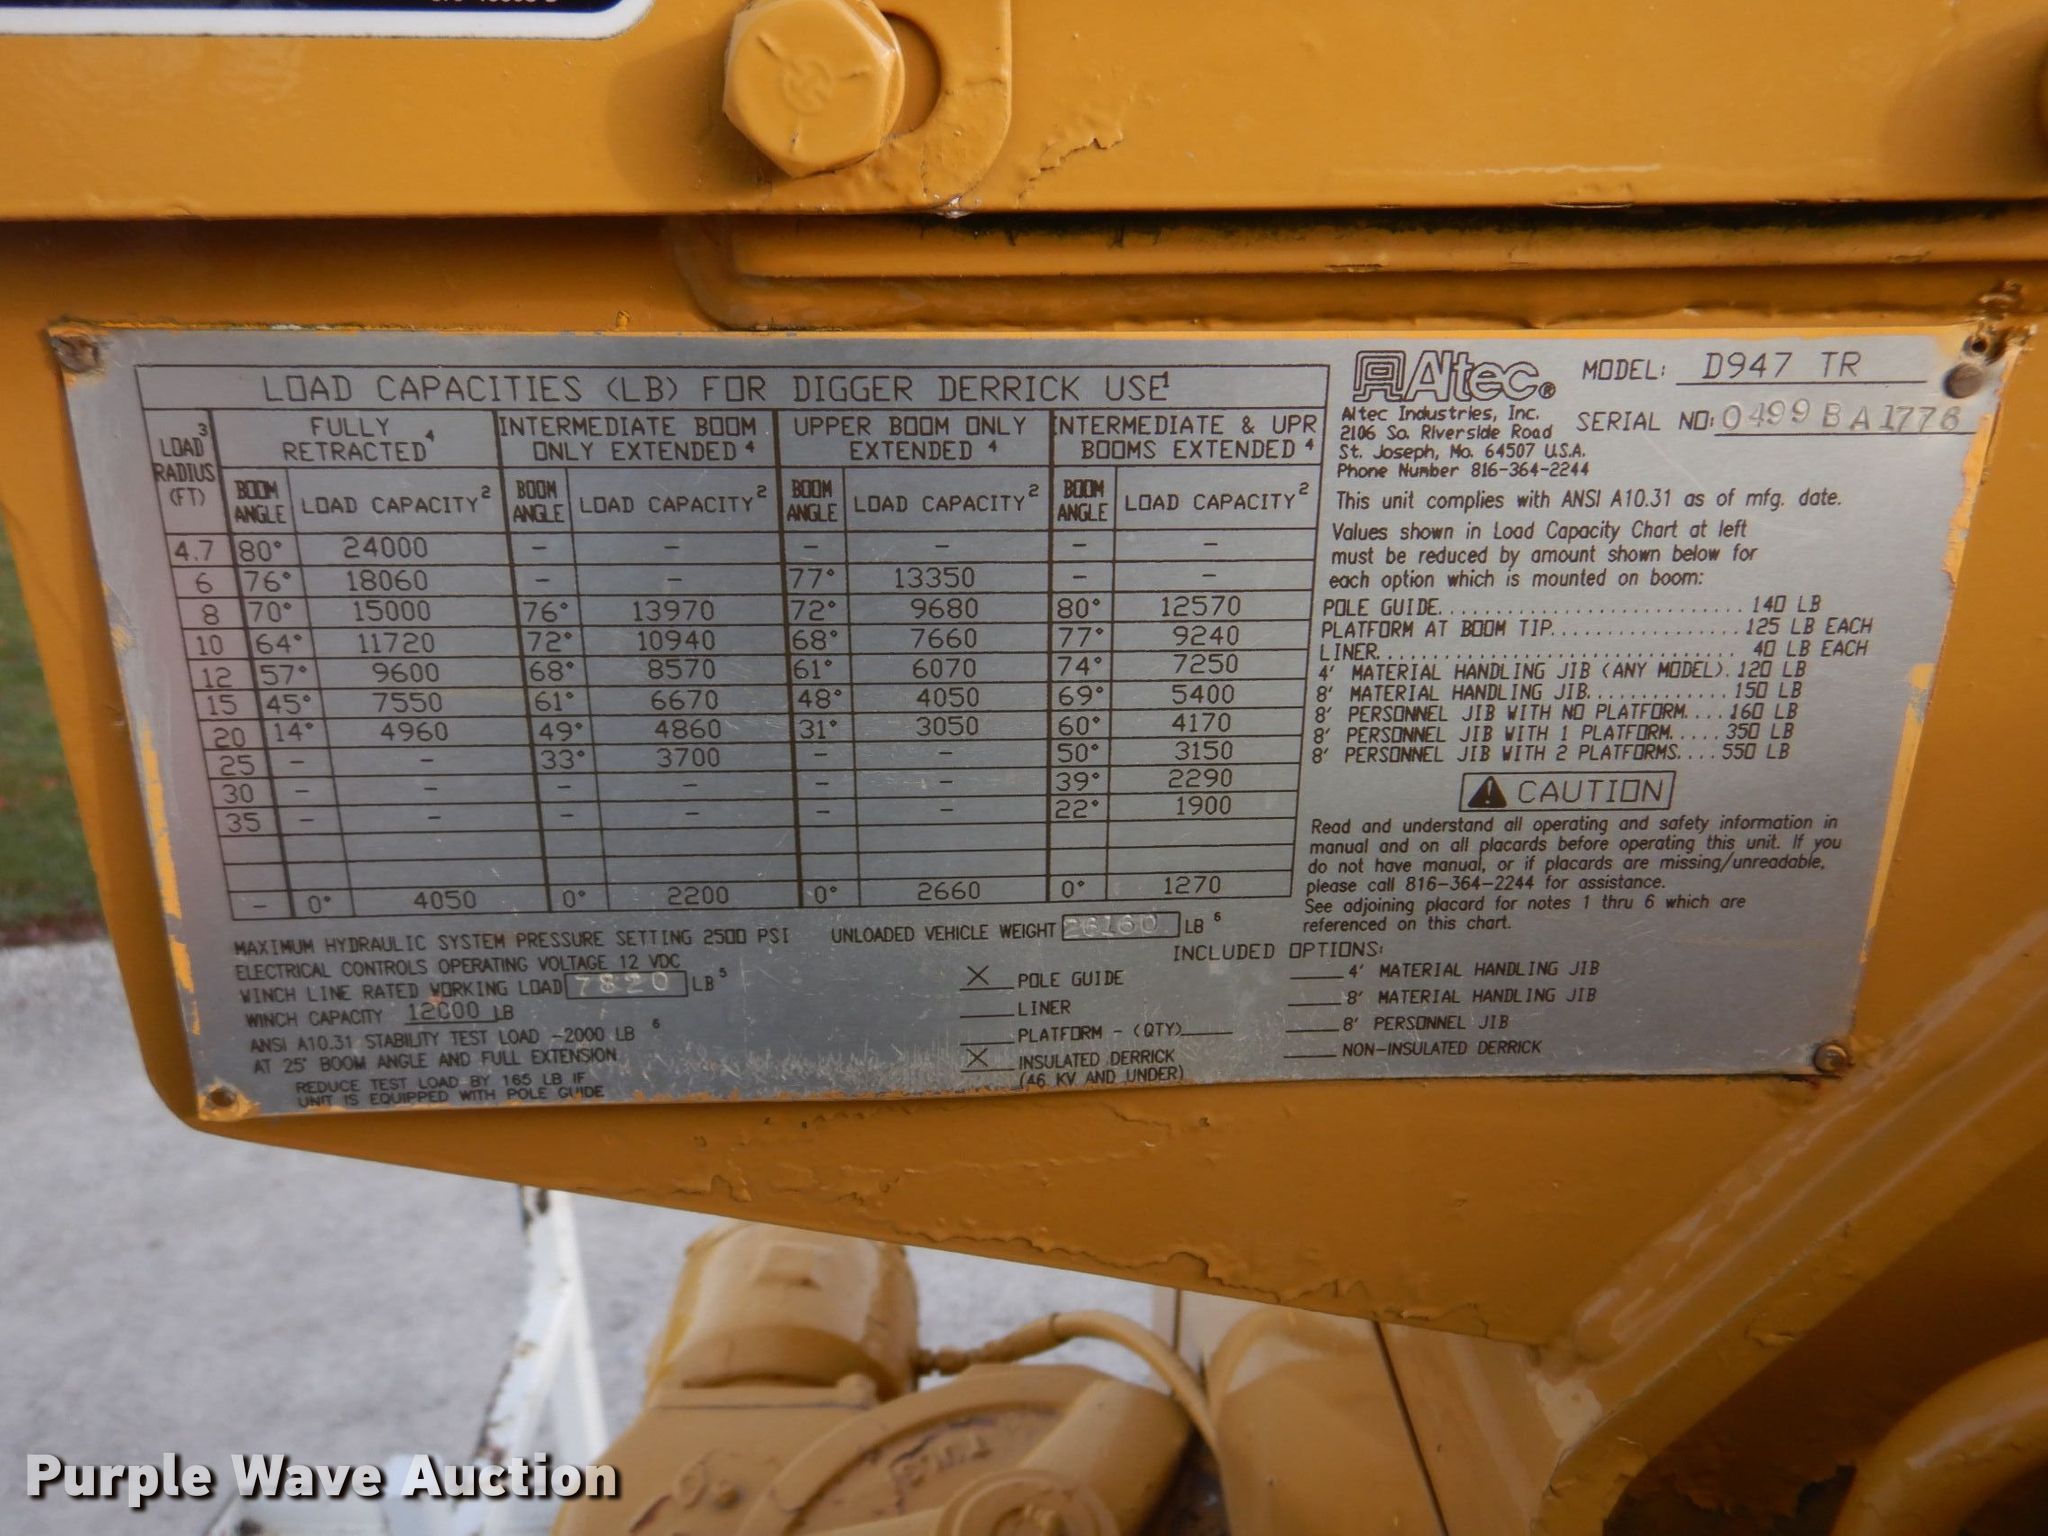 LOAD CAPACITIES (LB) FOR DIGGER DERRICK USE¹
LOAD³ RADIUS (FT)
FULLY RETRACTED⁴
INTERMEDIATE BOOM ONLY EXTENDED⁴
UPPER BOOM ONLY EXTENDED⁴
INTERMEDIATE & UPR BOOMS EXTENDED⁴
BOOM ANGLE LOAD CAPACITY² BOOM ANGLE LOAD CAPACITY² BOOM ANGLE LOAD CAPACITY² BOOM ANGLE LOAD CAPACITY²
4.7 80° 24000 – – – – – –
6 76° 18060 – – 77° 13350 – –
8 70° 15000 76° 13970 72° 9680 80° 12570
10 64° 11720 72° 10940 68° 7660 77° 9240
12 57° 9600 68° 8570 61° 6070 74° 7250
15 45° 7550 61° 6670 48° 4050 69° 5400
20 14° 4960 49° 4860 31° 3050 60° 4170
25 – – 33° 3700 – – 50° 3150
30 – – – – – – 39° 2290
35 – – – – – – 22° 1900
– 0° 4050 0° 2200 0° 2660 0° 1270
MAXIMUM HYDRAULIC SYSTEM PRESSURE SETTING 2500 PSI
ELECTRICAL CONTROLS OPERATING VOLTAGE 12 VDC
WINCH LINE RATED WORKING LOAD 7820 LB⁵
WINCH CAPACITY 12000 LB
ANSI A10.31 STABILITY TEST LOAD -2000 LB⁶
AT 25° BOOM ANGLE AND FULL EXTENSION
REDUCE TEST LOAD BY 165 LB IF
UNIT IS EQUIPPED WITH POLE GUIDE
UNLOADED VEHICLE WEIGHT 26160 LB⁶
INCLUDED OPTIONS:
X POLE GUIDE
LINER
PLATFORM - (QTY)
X INSULATED DERRICK
(46 KV AND UNDER)
4' MATERIAL HANDLING JIB
8' MATERIAL HANDLING JIB
8' PERSONNEL JIB
NON-INSULATED DERRICK
Altec®
MODEL: D947 TR
SERIAL NO: 0499BA1776
Altec Industries, Inc.
2106 So. Riverside Road
St. Joseph, Mo. 64507 U.S.A.
Phone Number 816-364-2244
This unit complies with ANSI A10.31 as of mfg. date.
Values shown in Load Capacity Chart at left
must be reduced by amount shown below for
each option which is mounted on boom:
POLE GUIDE........................... 140 LB
PLATFORM AT BOOM TIP................. 125 LB EACH
LINER................................ 40 LB EACH
4' MATERIAL HANDLING JIB (ANY MODEL). 120 LB
8' MATERIAL HANDLING JIB............. 150 LB
8' PERSONNEL JIB WITH NO PLATFORM.... 160 LB
8' PERSONNEL JIB WITH 1 PLATFORM..... 350 LB
8' PERSONNEL JIB WITH 2 PLATFORMS.... 550 LB
CAUTION
Read and understand all operating and safety information in
manual and on all placards before operating this unit. If you
do not have manual, or if placards are missing/unreadable,
please call 816-364-2244 for assistance.
See adjoining placard for notes 1 thru 6 which are
referenced on this chart.
Purple Wave Auction